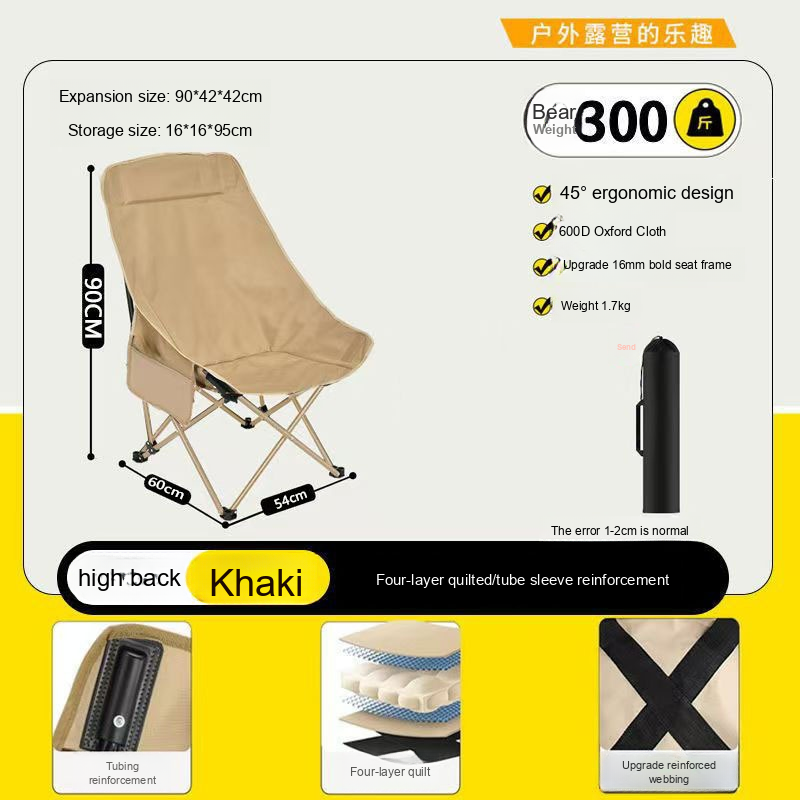 户外露营的乐趣
Expansion size: 90*42*42cm
Storage size: 16*16*95cm
Bear
Weight
300
斤
45° ergonomic design
600D Oxford Cloth
Upgrade 16mm bold seat frame
Weight 1.7kg
90CM
60cm
54cm
The error 1-2cm is normal
high back
Khaki
Four-layer quilted/tube sleeve reinforcement
Tubing
reinforcement
Four-layer quilt
Upgrade reinforced
webbing